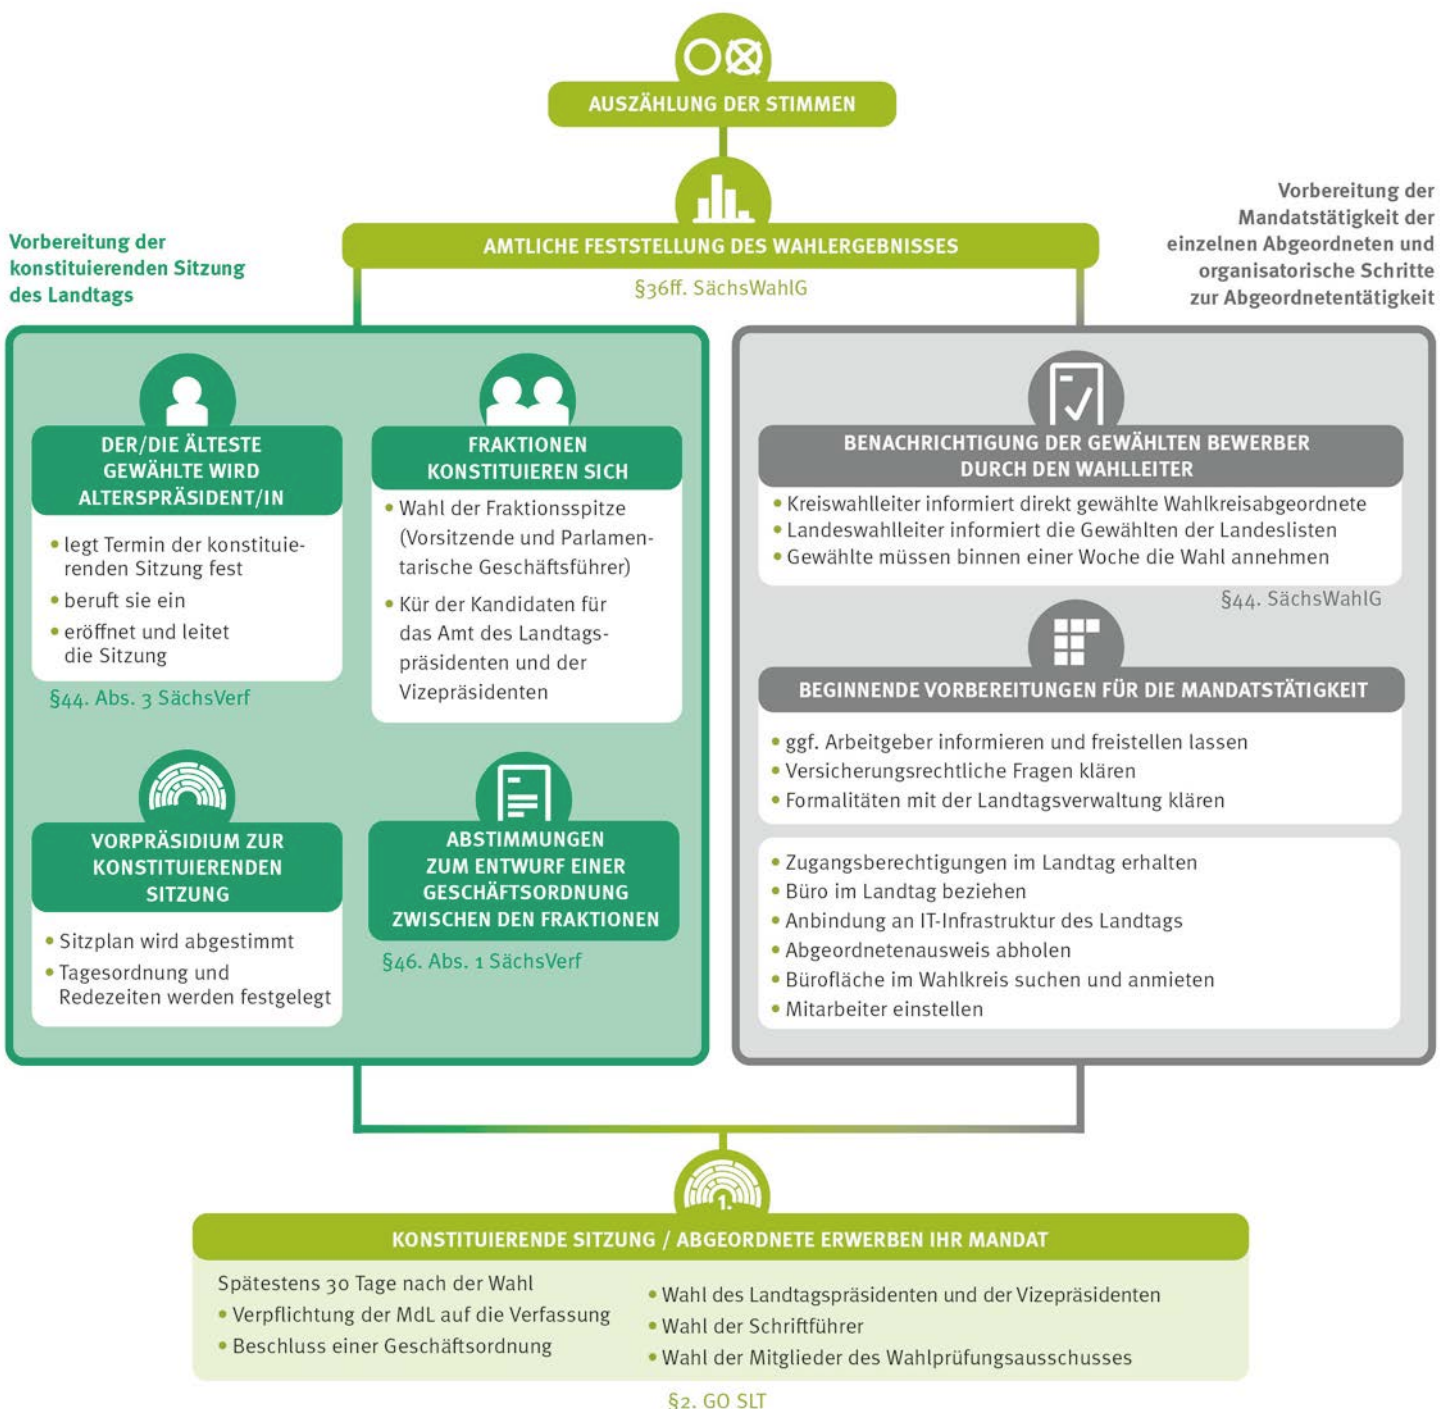 AUSZÄHLUNG DER STIMMEN
AMTLICHE FESTSTELLUNG DES WAHLERGEBNISSES
§36ff. SächsWahlG
Vorbereitung der
konstituierenden Sitzung
des Landtags
DER/DIE ÄLTESTE
GEWÄHLTE WIRD
ALTERSPRÄSIDENT/IN
• legt Termin der konstituie-
renden Sitzung fest
• beruft sie ein
• eröffnet und leitet
die Sitzung
§44. Abs. 3 SächsVerf
FRAKTIONEN
KONSTITUIEREN SICH
• Wahl der Fraktionsspitze
(Vorsitzende und Parlamen-
tarische Geschäftsführer)
• Kür der Kandidaten für
das Amt des Landtags-
präsidenten und der
Vizepräsidenten
VORPRÄSIDIUM ZUR
KONSTITUIERENDEN
SITZUNG
• Sitzplan wird abgestimmt
• Tagesordnung und
Redezeiten werden festgelegt
ABSTIMMUNGEN
ZUM ENTWURF EINER
GESCHÄFTSORDNUNG
ZWISCHEN DEN FRAKTIONEN
§46. Abs. 1 SächsVerf
Vorbereitung der
Mandatstätigkeit der
einzelnen Abgeordneten und
organisatorische Schritte
zur Abgeordnetentätigkeit
BENACHRICHTIGUNG DER GEWÄHLTEN BEWERBER
DURCH DEN WAHLLEITER
• Kreiswahlleiter informiert direkt gewählte Wahlkreisabgeordnete
• Landeswahlleiter informiert die Gewählten der Landeslisten
• Gewählte müssen binnen einer Woche die Wahl annehmen
§44. SächsWahlG
BEGINNENDE VORBEREITUNGEN FÜR DIE MANDATSTÄTIGKEIT
• ggf. Arbeitgeber informieren und freistellen lassen
• Versicherungsrechtliche Fragen klären
• Formalitäten mit der Landtagsverwaltung klären
• Zugangsberechtigungen im Landtag erhalten
• Büro im Landtag beziehen
• Anbindung an IT-Infrastruktur des Landtags
• Abgeordnetenausweis abholen
• Bürofläche im Wahlkreis suchen und anmieten
• Mitarbeiter einstellen
1.
KONSTITUIERENDE SITZUNG / ABGEORDNETE ERWERBEN IHR MANDAT
Spätestens 30 Tage nach der Wahl
• Verpflichtung der MdL auf die Verfassung
• Beschluss einer Geschäftsordnung
• Wahl des Landtagspräsidenten und der Vizepräsidenten
• Wahl der Schriftführer
• Wahl der Mitglieder des Wahlprüfungsausschusses
§2. GO SLT